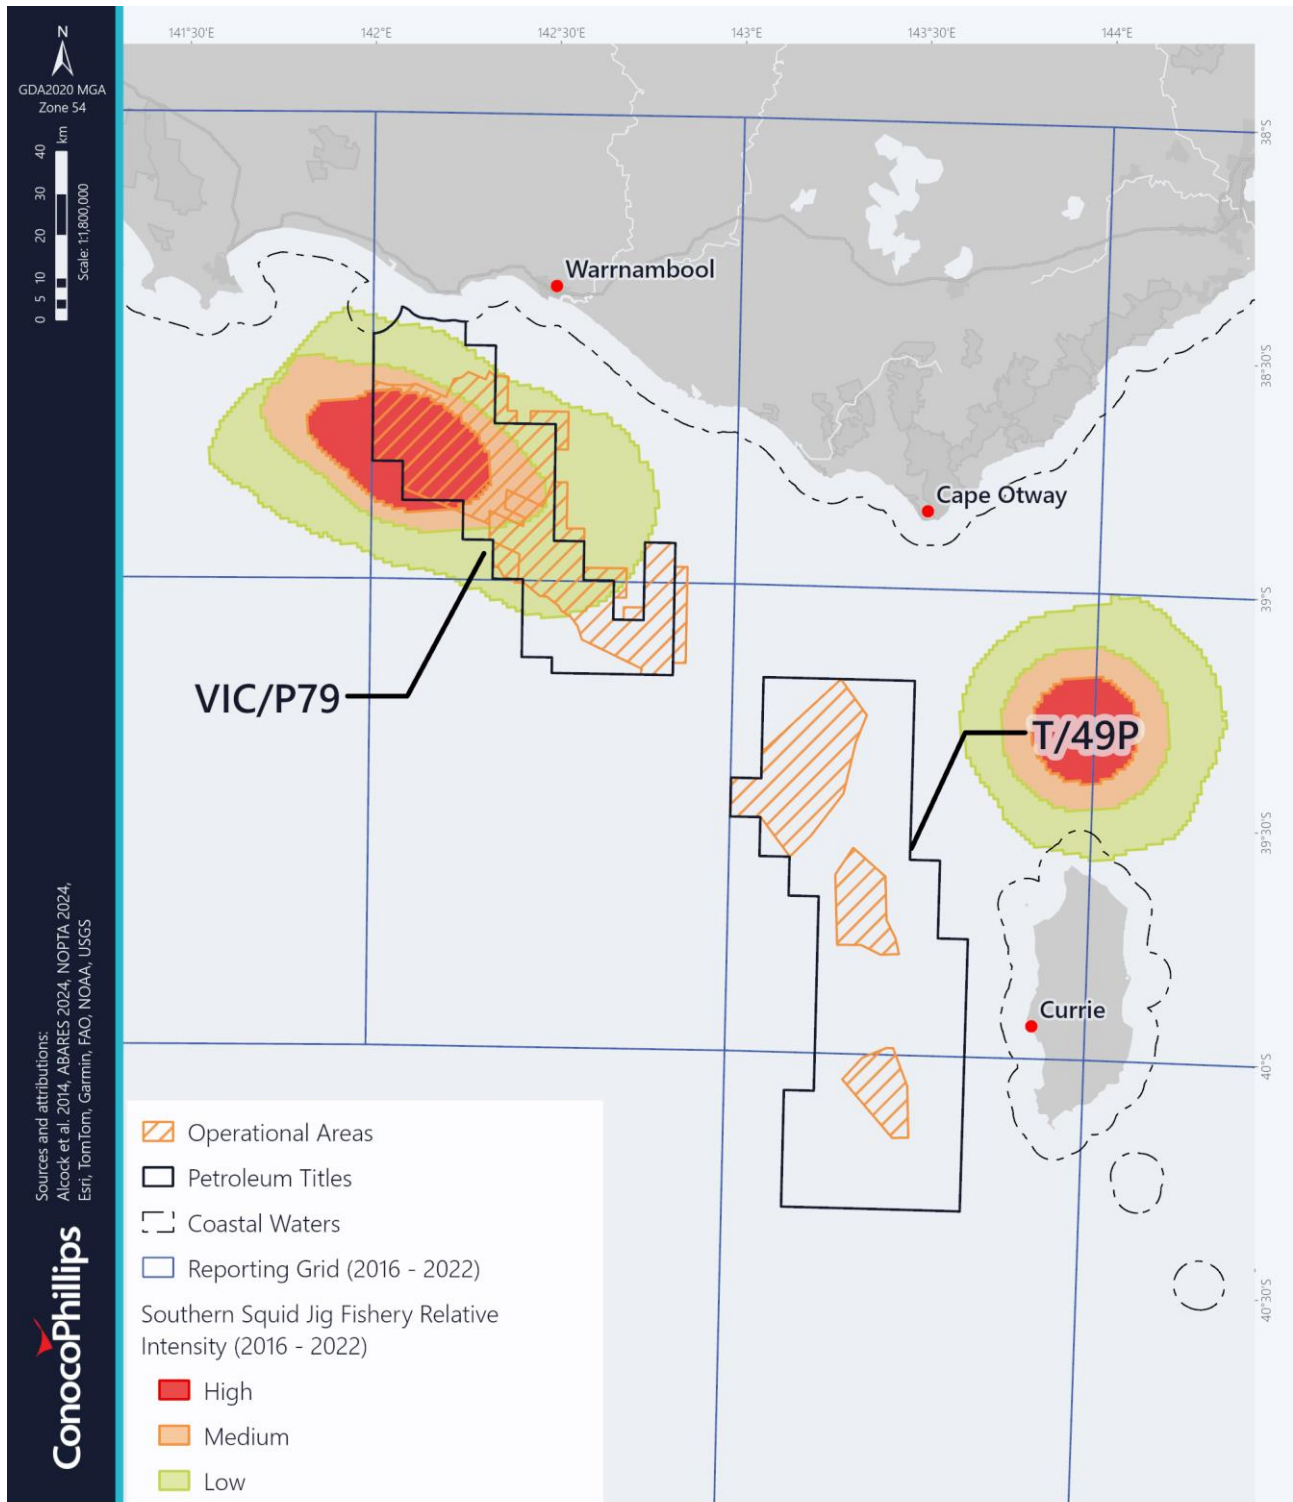 141°30'E
142°E
142°30'E
143°E
143°30'E
144°E
N
GDA2020 MGA
Zone 54
0 5 10 20 30 40 km
Scale: 1:1,800,000
38°S
38°30'S
39°S
39°30'S
40°S
40°30'S
Warrnambool
Cape Otway
VIC/P79
T/49P
Currie
Sources and attributions:
Alcock et al. 2014, ABARES 2024, NOPTA 2024,
Esri, TomTom, Garmin, FAO, NOAA, USGS
ConocoPhillips
Operational Areas
Petroleum Titles
Coastal Waters
Reporting Grid (2016 - 2022)
Southern Squid Jig Fishery Relative
Intensity (2016 - 2022)
High
Medium
Low